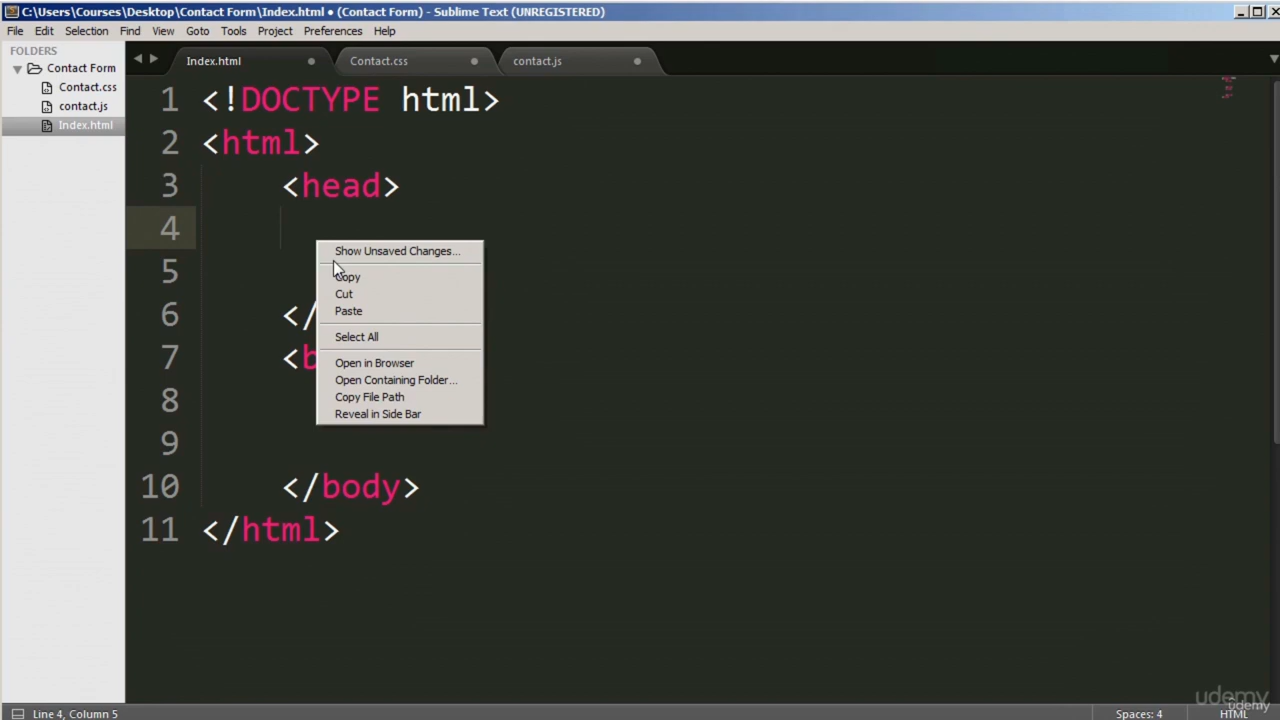 C:\Users\Courses\Desktop\Contact Form\Index.html • (Contact Form) - Sublime Text (UNREGISTERED)
File Edit Selection Find View Goto Tools Project Preferences Help
FOLDERS
Contact Form
Contact.css
contact.js
Index.html
Index.html Contact.css contact.js
1 <!DOCTYPE html>
2 <html>
3 <head>
4
5
6 </
7 <b
8
9
10 </body>
11 </html>
Show Unsaved Changes...
Copy
Cut
Paste
Select All
Open in Browser
Open Containing Folder...
Copy File Path
Reveal in Side Bar
udemy
udemy
Line 4, Column 5 Spaces: 4 HTML